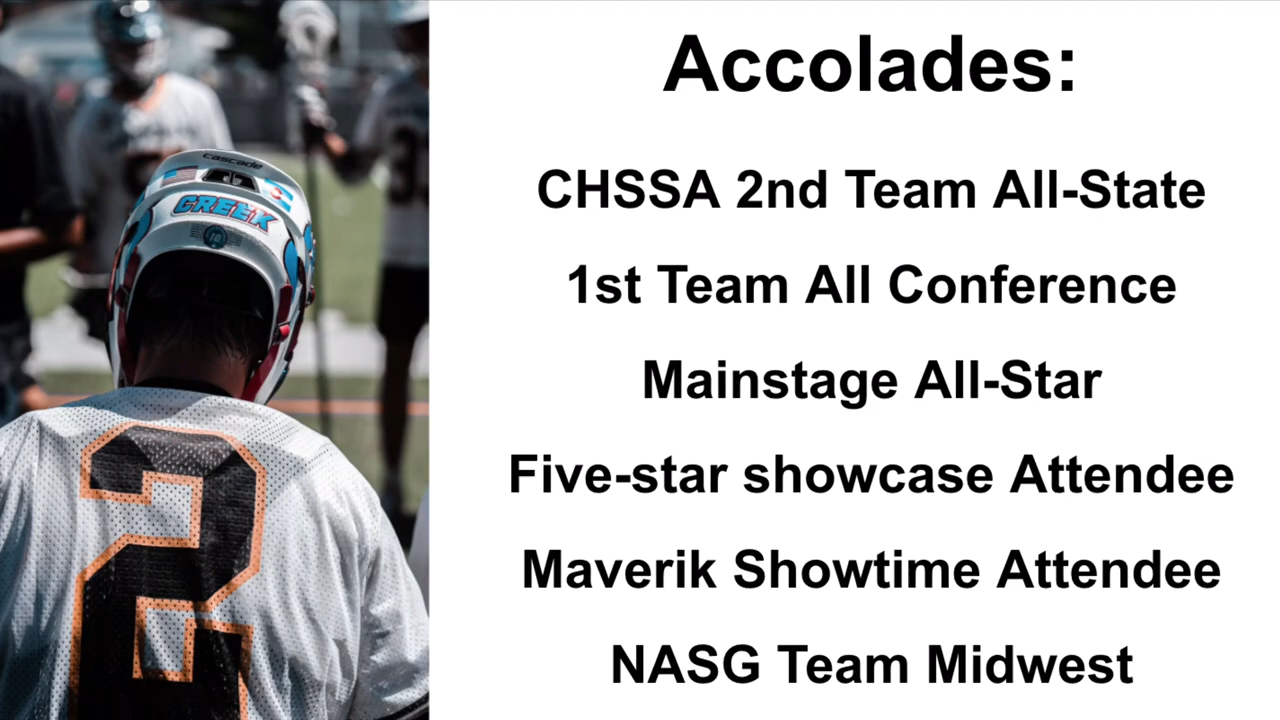 Accolades:
CHSSA 2nd Team All-State
1st Team All Conference
Mainstage All-Star
Five-star showcase Attendee
Maverik Showtime Attendee
NASG Team Midwest
cascade
CREEK
2